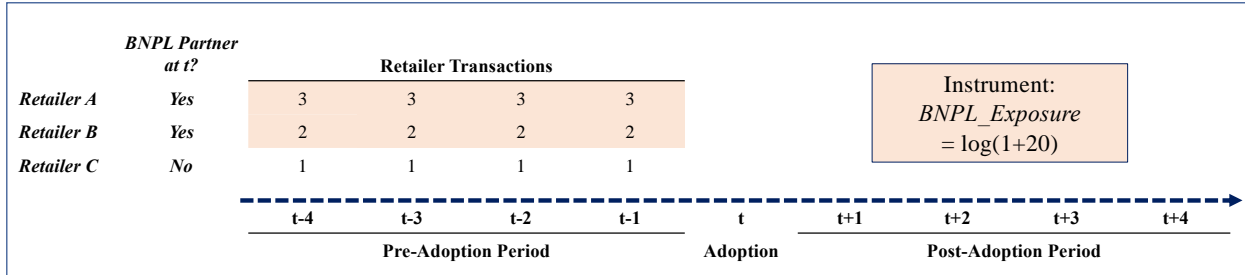 BNPL Partner
at t?
Retailer Transactions
Retailer A Yes 3 3 3 3
Retailer B Yes 2 2 2 2
Retailer C No 1 1 1 1
Instrument:
BNPL_Exposure
= log(1+20)
t-4 t-3 t-2 t-1 t t+1 t+2 t+3 t+4
Pre-Adoption Period Adoption Post-Adoption Period